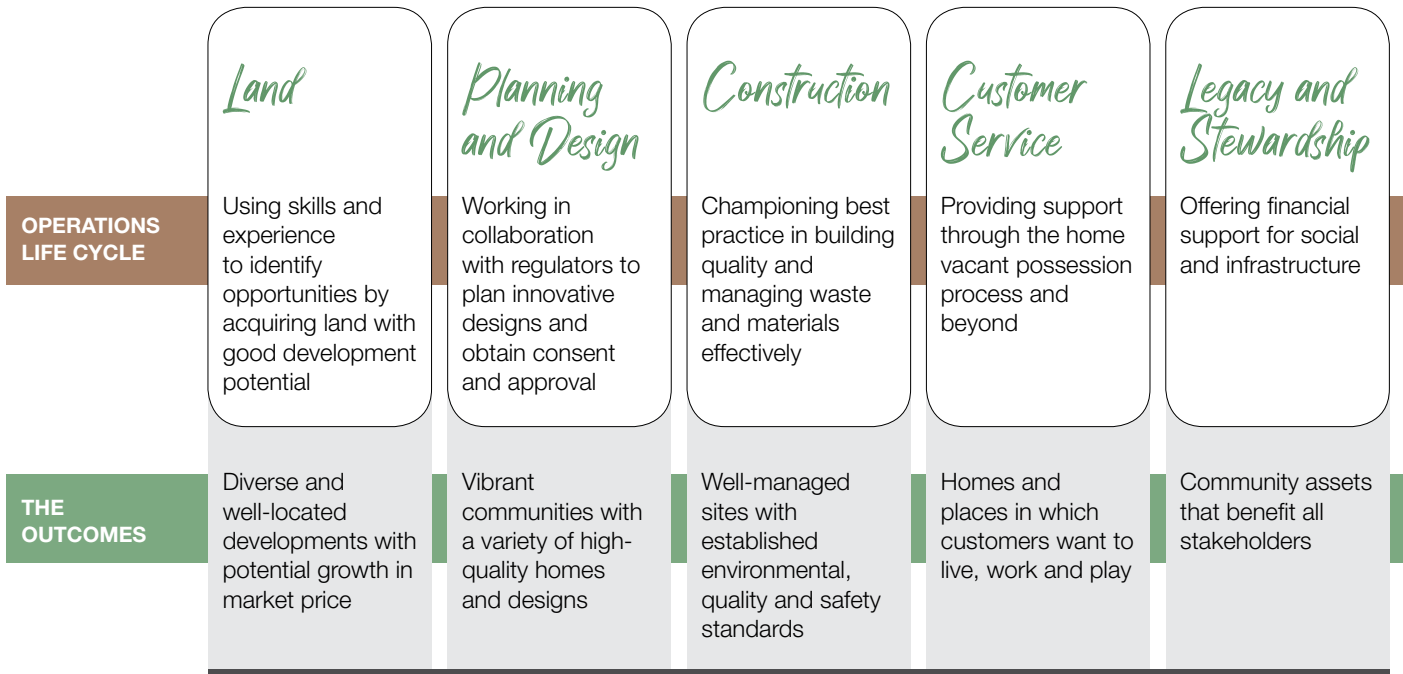 Land
Planning
and Design
Construction
Customer
Service
Legacy and
Stewardship
OPERATIONS
LIFE CYCLE
Using skills and
experience
to identify
opportunities by
acquiring land with
good development
potential
Working in
collaboration
with regulators to
plan innovative
designs and
obtain consent
and approval
Championing best
practice in building
quality and
managing waste
and materials
effectively
Providing support
through the home
vacant possession
process and
beyond
Offering financial
support for social
and infrastructure
THE
OUTCOMES
Diverse and
well-located
developments with
potential growth in
market price
Vibrant
communities with
a variety of high-
quality homes
and designs
Well-managed
sites with
established
environmental,
quality and safety
standards
Homes and
places in which
customers want to
live, work and play
Community assets
that benefit all
stakeholders